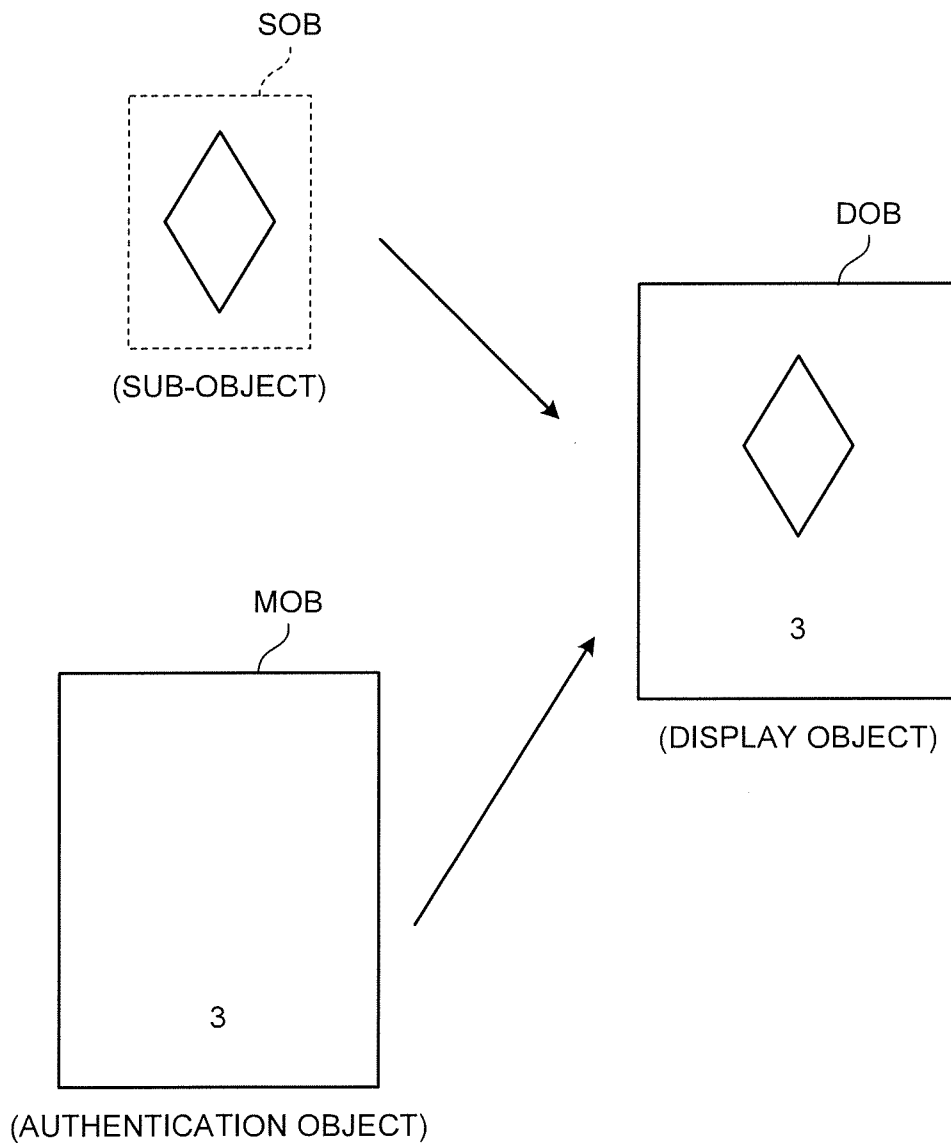 SOB
(SUB-OBJECT)
DOB
3
(DISPLAY OBJECT)
MOB
3
(AUTHENTICATION OBJECT)